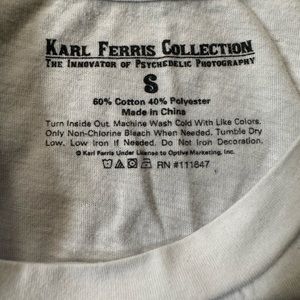 KARL FERRIS COLLECTION
THE INNOVATOR OF PSYCHEDELIC PHOTOGRAPHY
S
60% Cotton 40% Polyester
Made in China
Turn Inside Out. Machine Wash Cold With Like Colors.
Only Non-Chlorine Bleach When Needed. Tumble Dry
Low. Low Iron If Needed. Do Not Iron Decoration.
© Karl Ferris Under License to Optive Marketing, Inc.
RN #111847